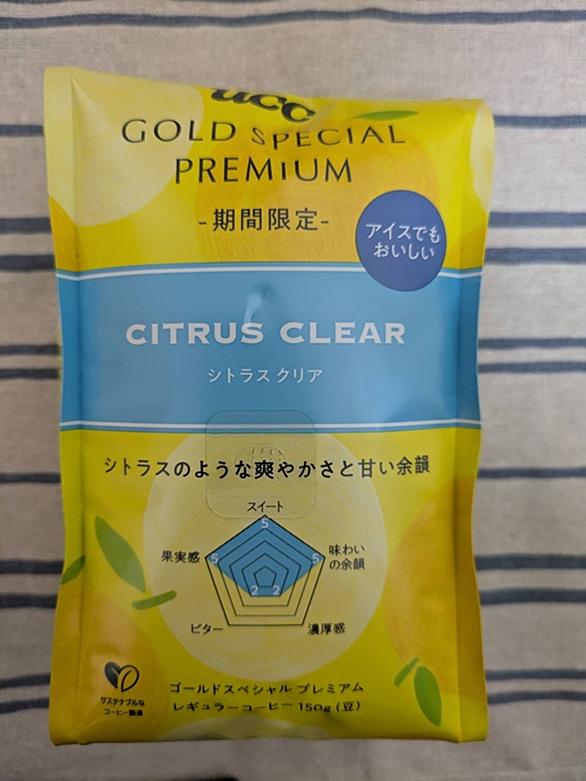 ucc
GOLD SPECIAL
PREMIUM
-期間限定-
アイスでも
おいしい
CITRUS CLEAR
シトラス クリア
シトラスのような爽やかさと甘い余韻
スイート
5
果実感
5
5
味わい
の余韻
2
2
ビター
濃厚感
サステナブルな
コーヒー調達
ゴールドスペシャル プレミアム
レギュラーコーヒー 150g (豆)